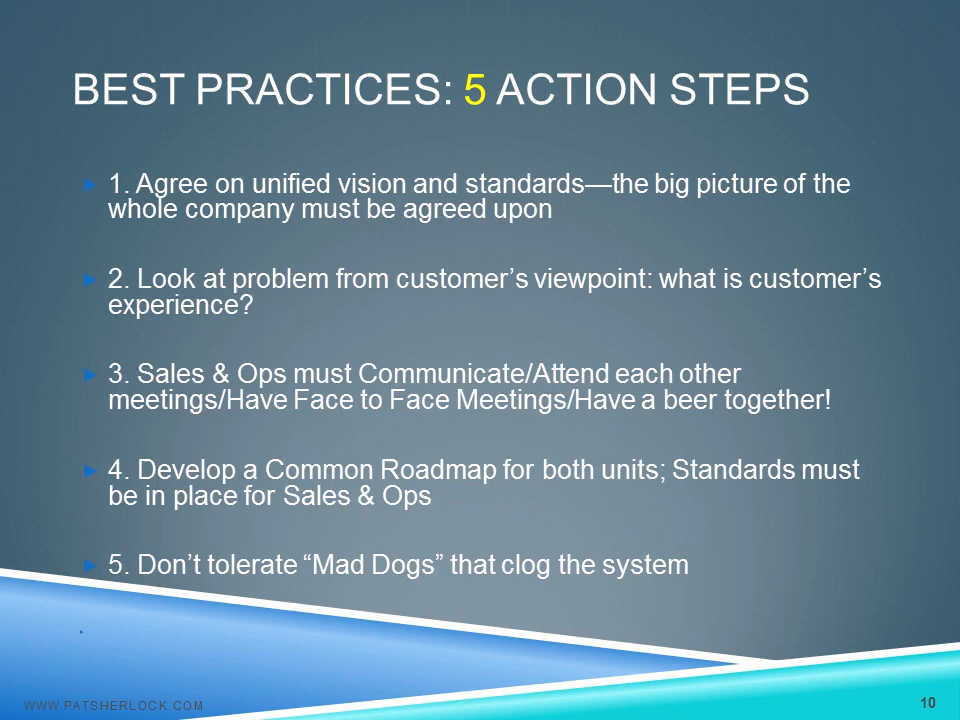 BEST PRACTICES: 5 ACTION STEPS
1. Agree on unified vision and standards—the big picture of the
whole company must be agreed upon
2. Look at problem from customer’s viewpoint: what is customer’s
experience?
3. Sales & Ops must Communicate/Attend each other
meetings/Have Face to Face Meetings/Have a beer together!
4. Develop a Common Roadmap for both units; Standards must
be in place for Sales & Ops
5. Don’t tolerate “Mad Dogs” that clog the system
WWW.PATSHERLOCK.COM
10